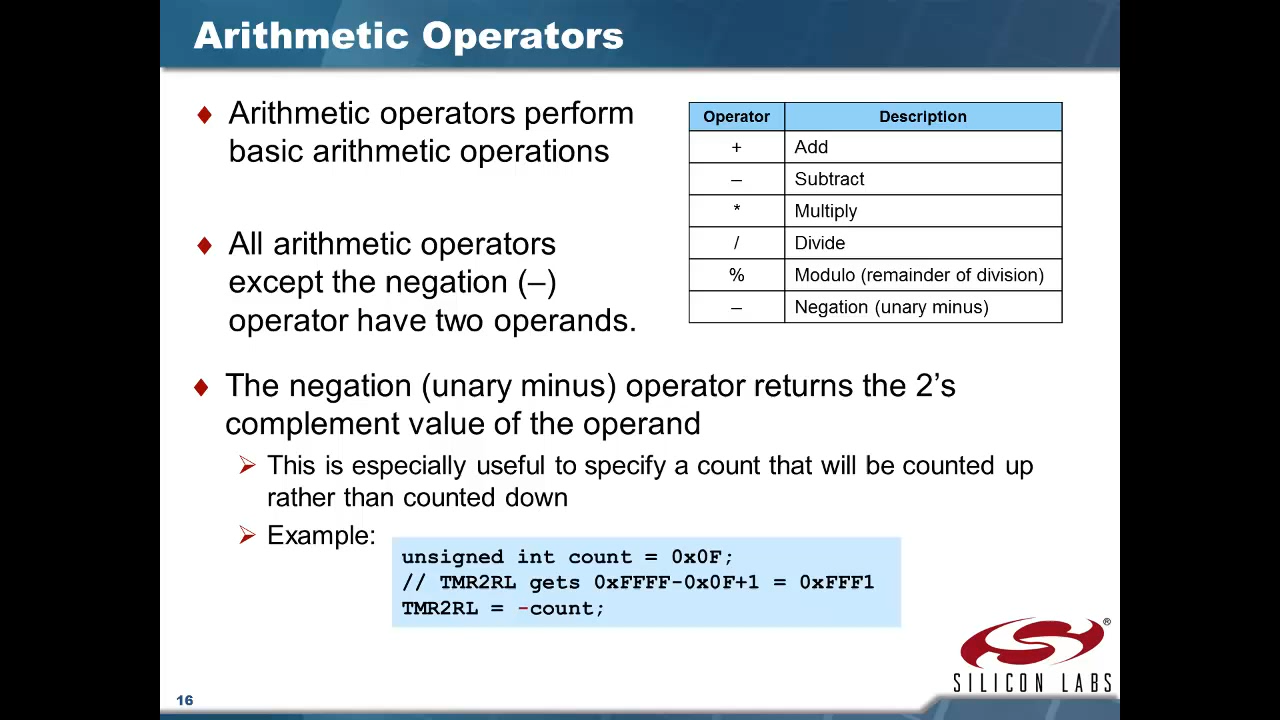 Arithmetic Operators
♦ Arithmetic operators perform
basic arithmetic operations
♦ All arithmetic operators
except the negation (–)
operator have two operands.
Operator Description
+ Add
– Subtract
* Multiply
/ Divide
% Modulo (remainder of division)
– Negation (unary minus)
♦ The negation (unary minus) operator returns the 2’s
complement value of the operand
➢ This is especially useful to specify a count that will be counted up
rather than counted down
➢ Example:
unsigned int count = 0x0F;
// TMR2RL gets 0xFFFF-0x0F+1 = 0xFFF1
TMR2RL = -count;
®
SILICON LABS
16